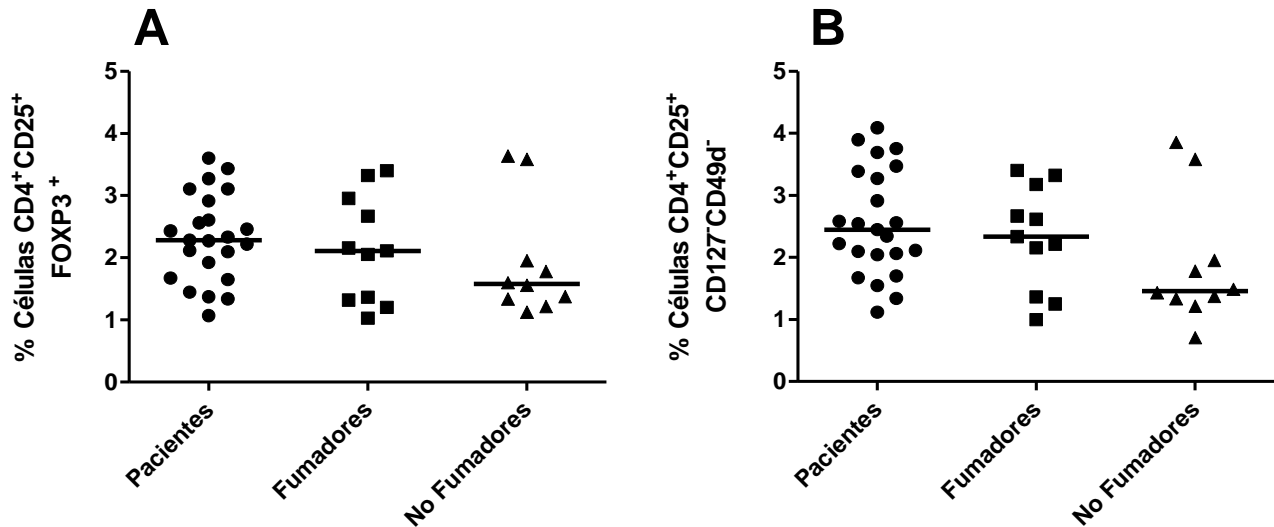 A
% Células CD4⁺CD25⁺
FOXP3 ⁺
5
4
3
2
1
0
Pacientes
Fumadores
No Fumadores
B
% Células CD4⁺CD25⁺
CD127⁻CD49d⁻
5
4
3
2
1
0
Pacientes
Fumadores
No Fumadores